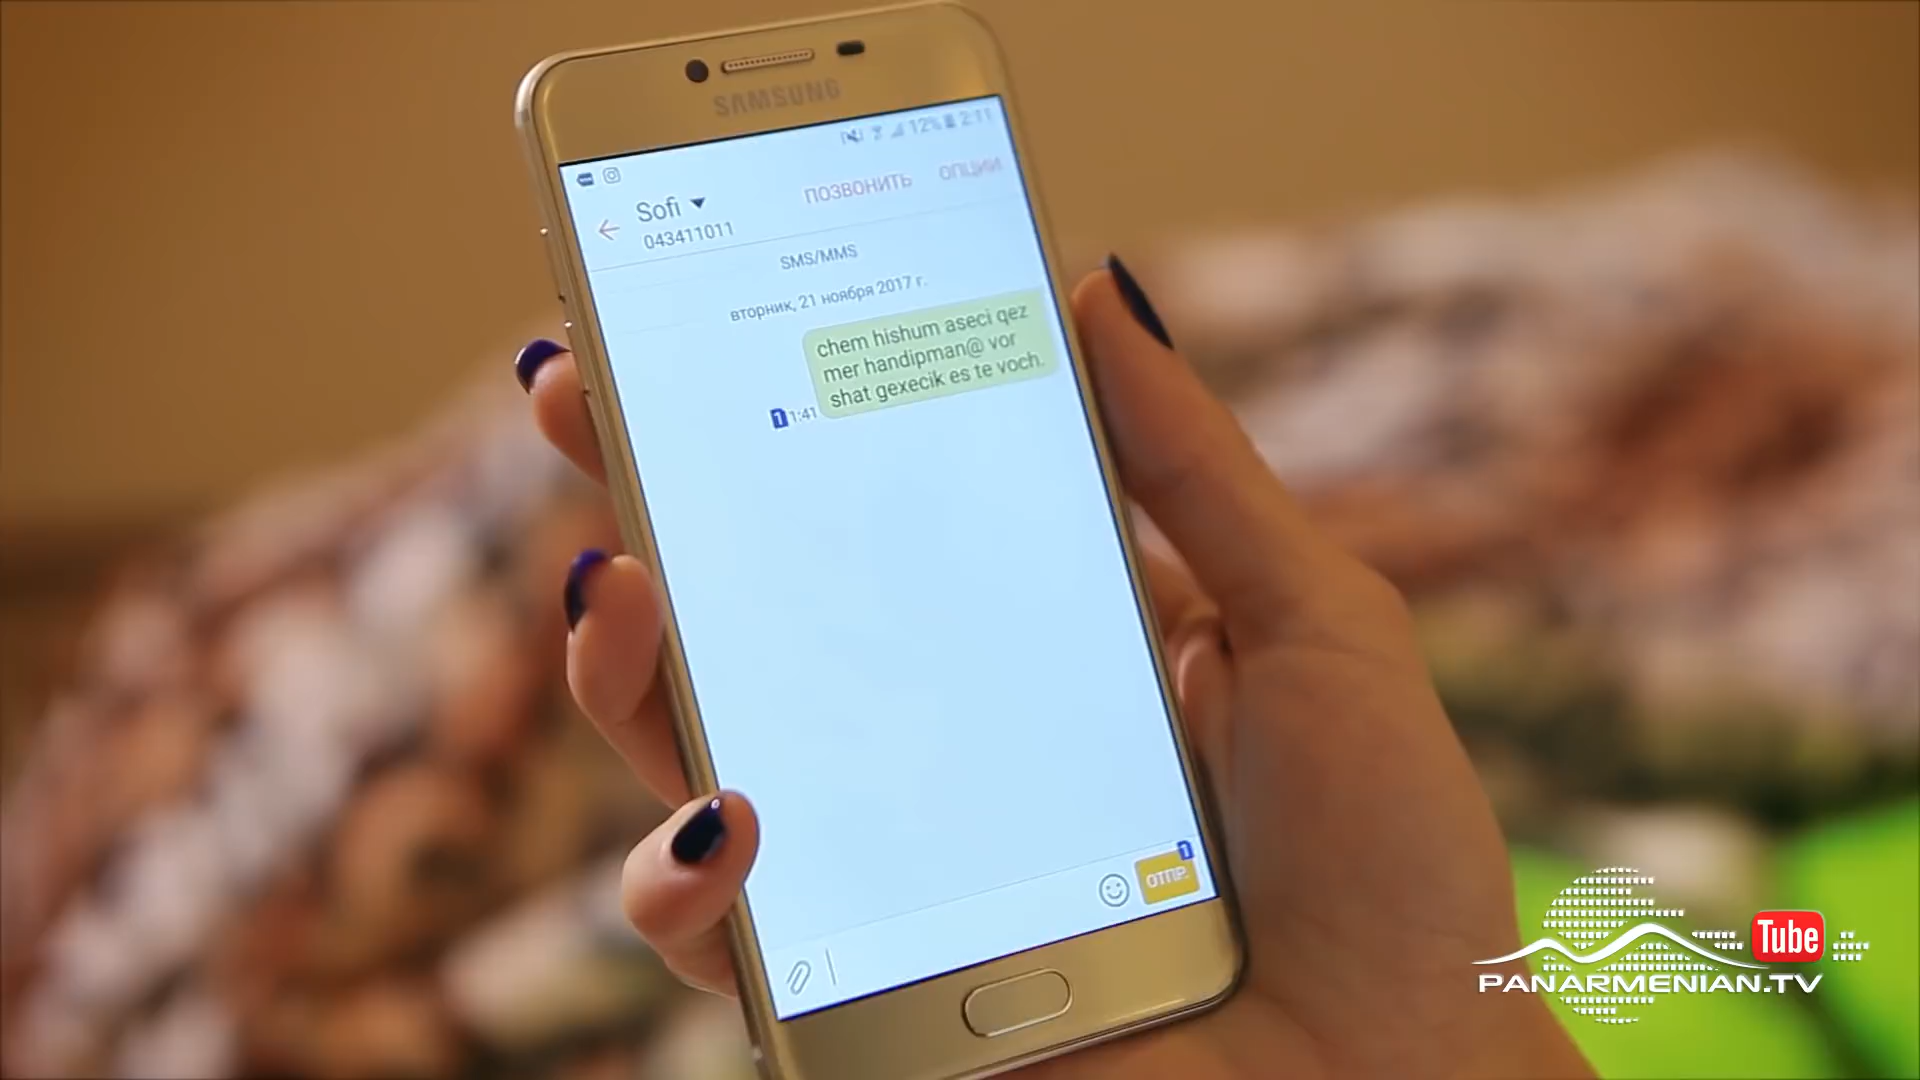 SAMSUNG
12% 2:11
Sofi
043411011
ПОЗВОНИТЬ
ОПЦИИ
SMS/MMS
вторник, 21 ноября 2017 г.
chem hishum aseci qez
mer handipman@ vor
shat gexecik es te voch.
1 1:41
1
ОТПР.
Tube
PANARMENIAN.TV